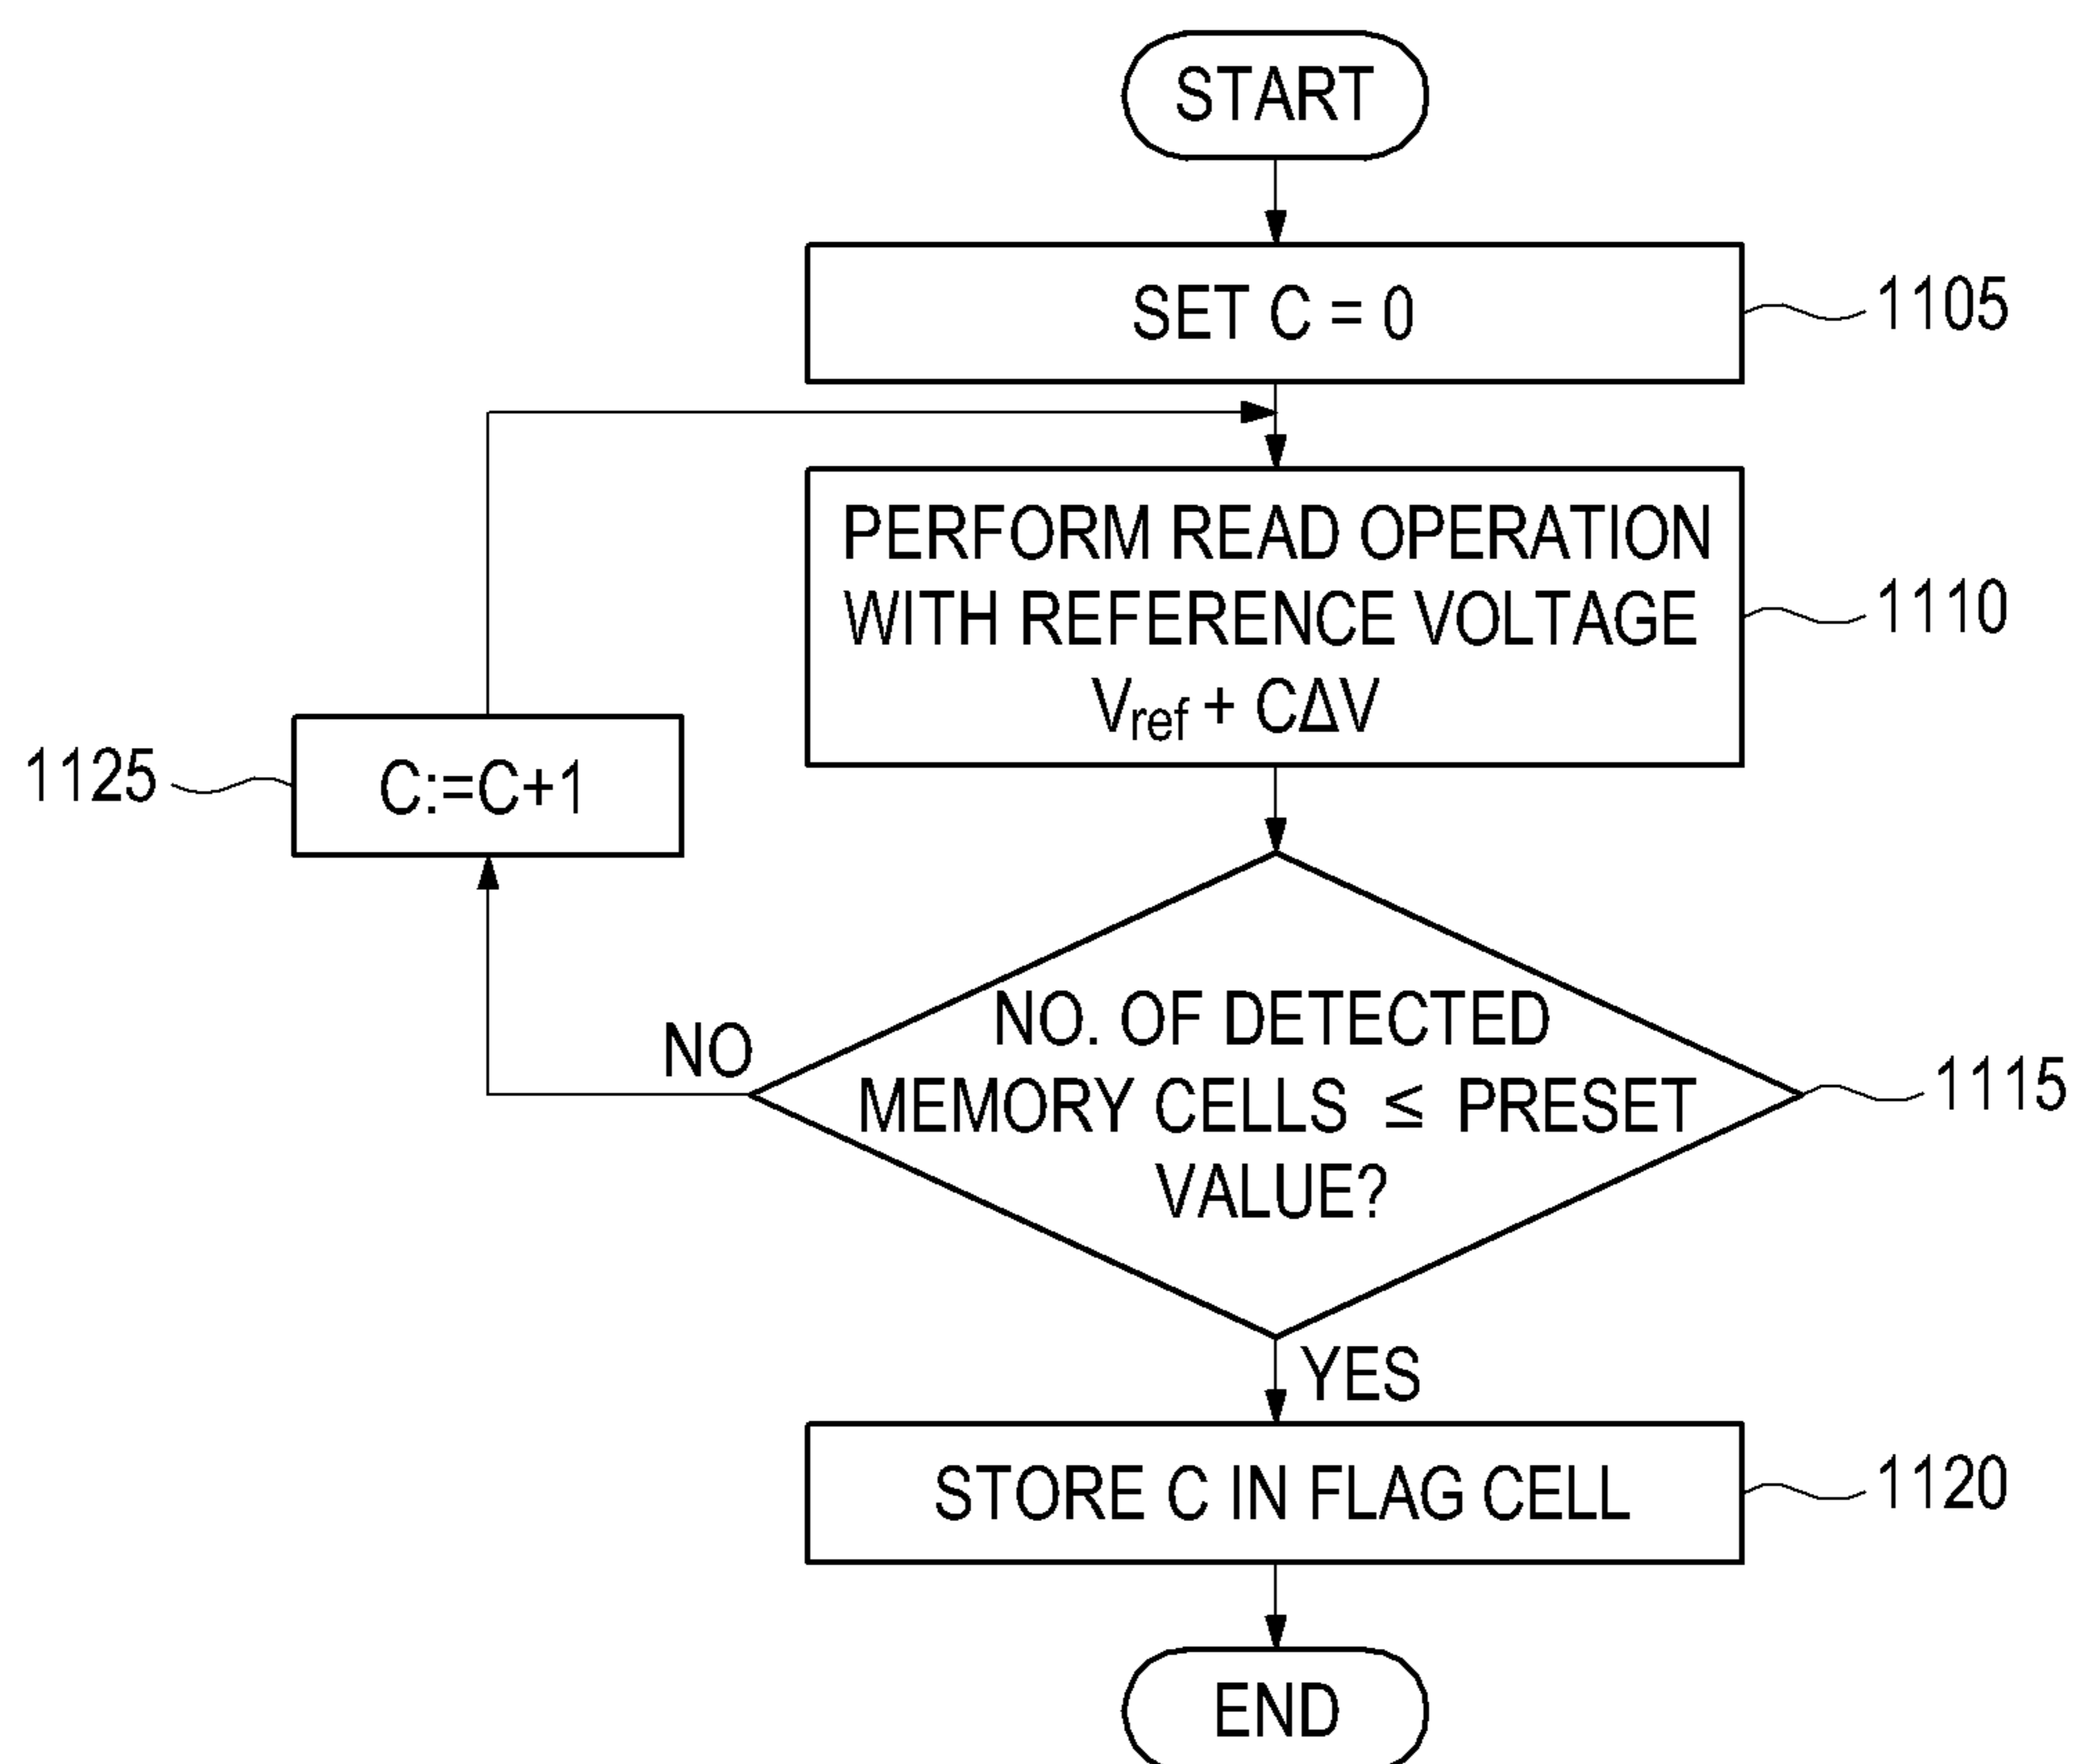 START
SET C = 0
1105
PERFORM READ OPERATION
WITH REFERENCE VOLTAGE
Vref + CΔV
1110
1125
C:=C+1
NO
NO. OF DETECTED
MEMORY CELLS ≤ PRESET
VALUE?
1115
YES
STORE C IN FLAG CELL
1120
END